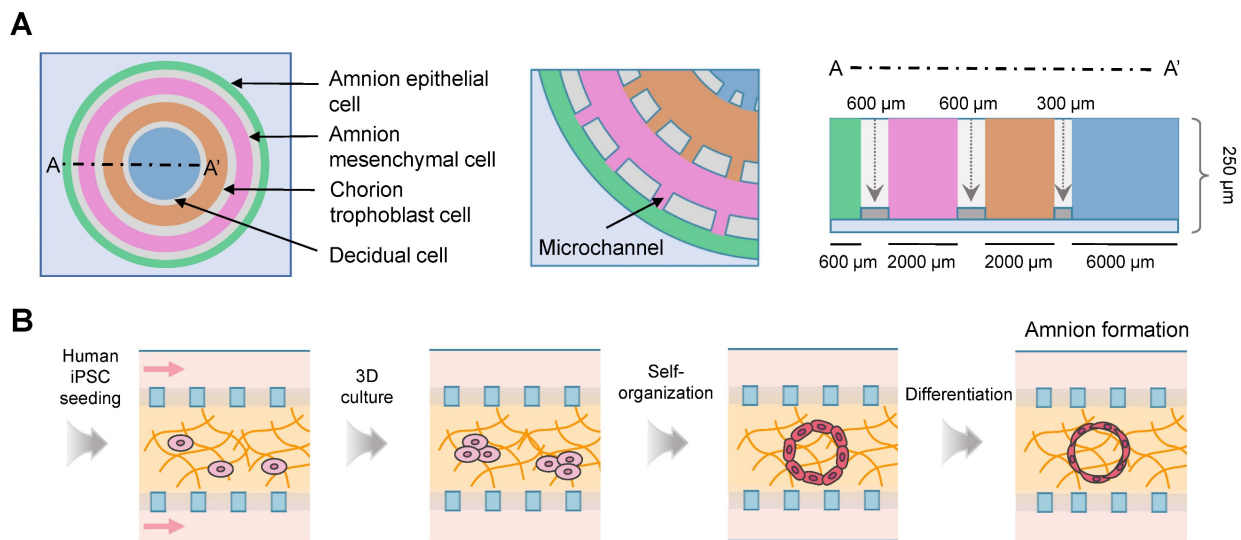 A
Amnion epithelial
cell
Amnion
mesenchymal cell
Chorion
trophoblast cell
Decidual cell
A
A’
Microchannel
A
A’
600 μm
600 μm
300 μm
250 μm
600 μm
2000 μm
2000 μm
6000 μm
B
Human
iPSC
seeding
3D
culture
Self-
organization
Differentiation
Amnion formation